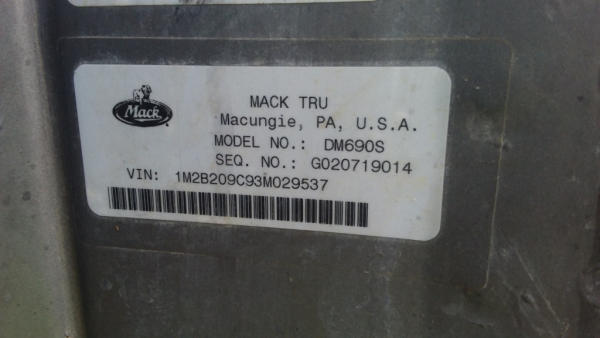 Mack
MACK TRU
Macungie, PA, U.S.A.
MODEL NO.: DM690S
SEQ. NO.: G020719014
VIN: 1M2B209C93M029537